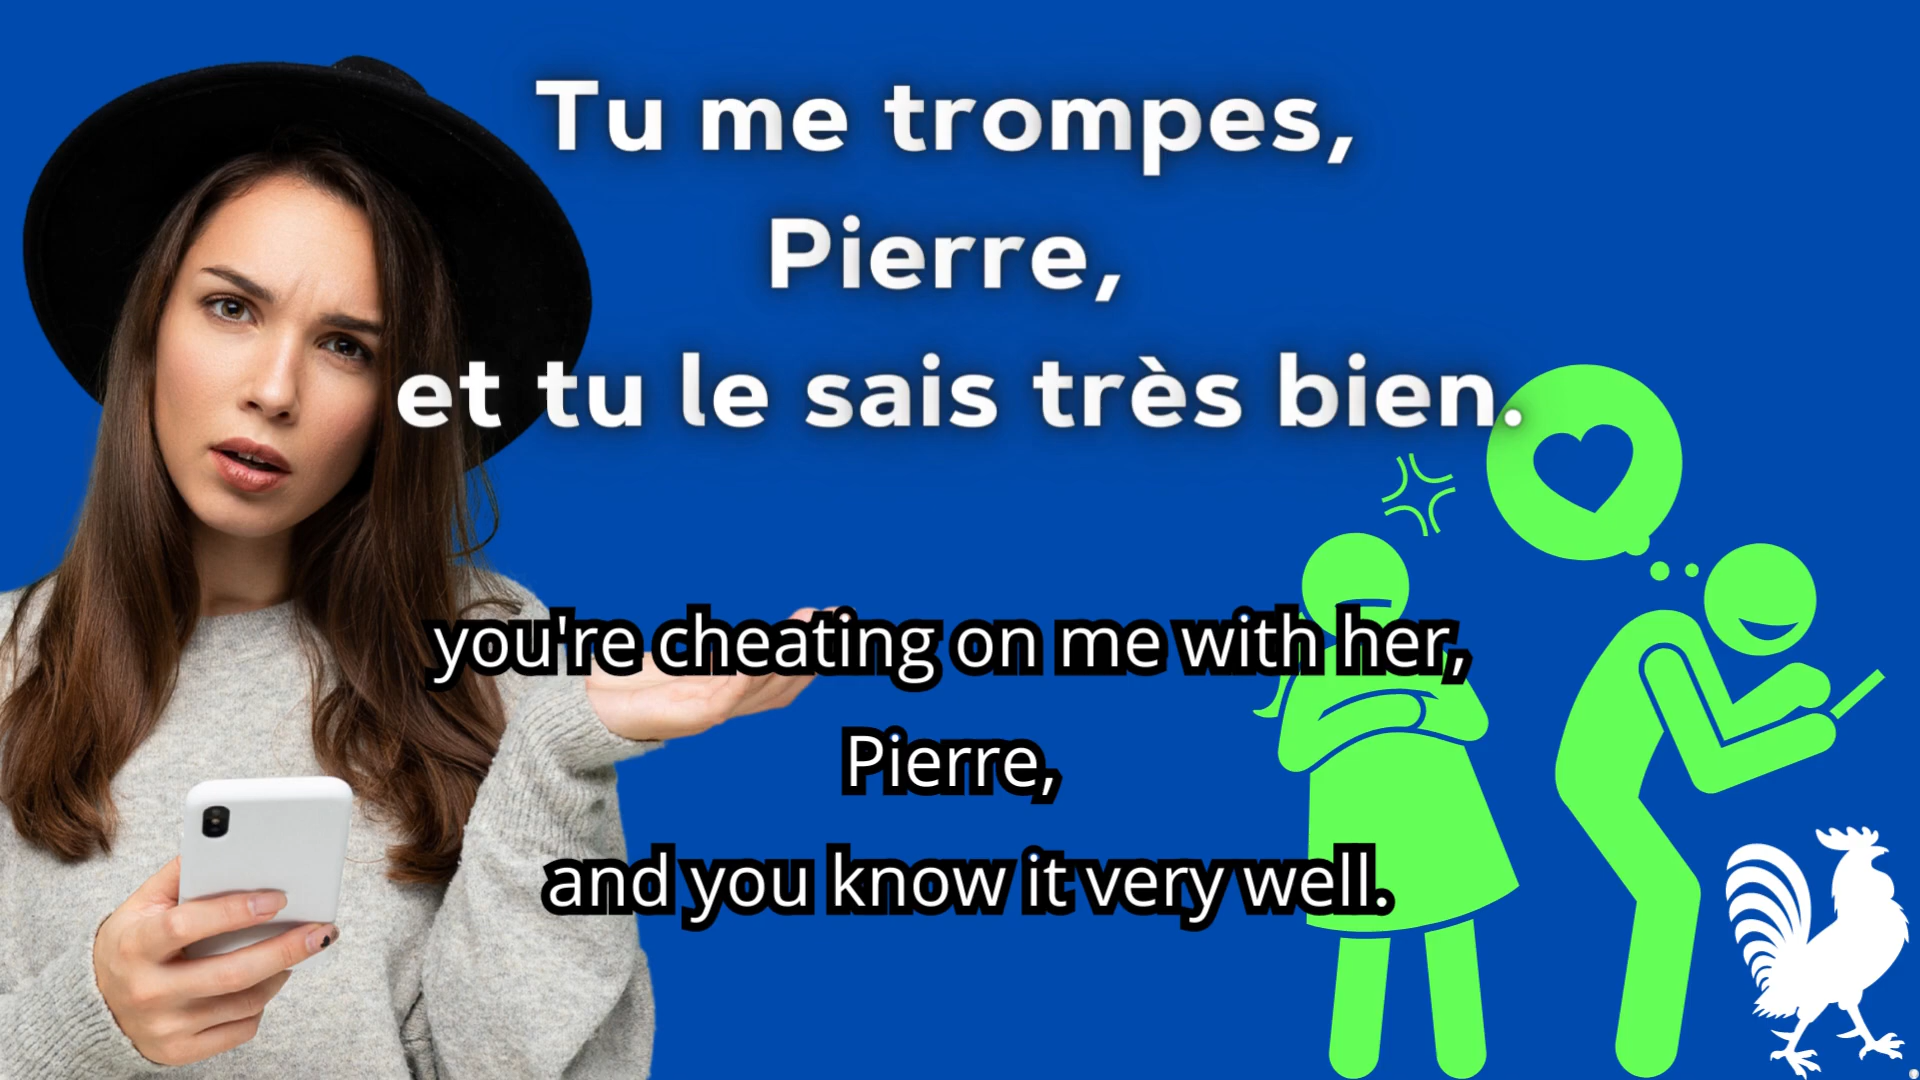 Tu me trompes,
Pierre,
et tu le sais très bien.
you're cheating on me with her,
Pierre,
and you know it very well.